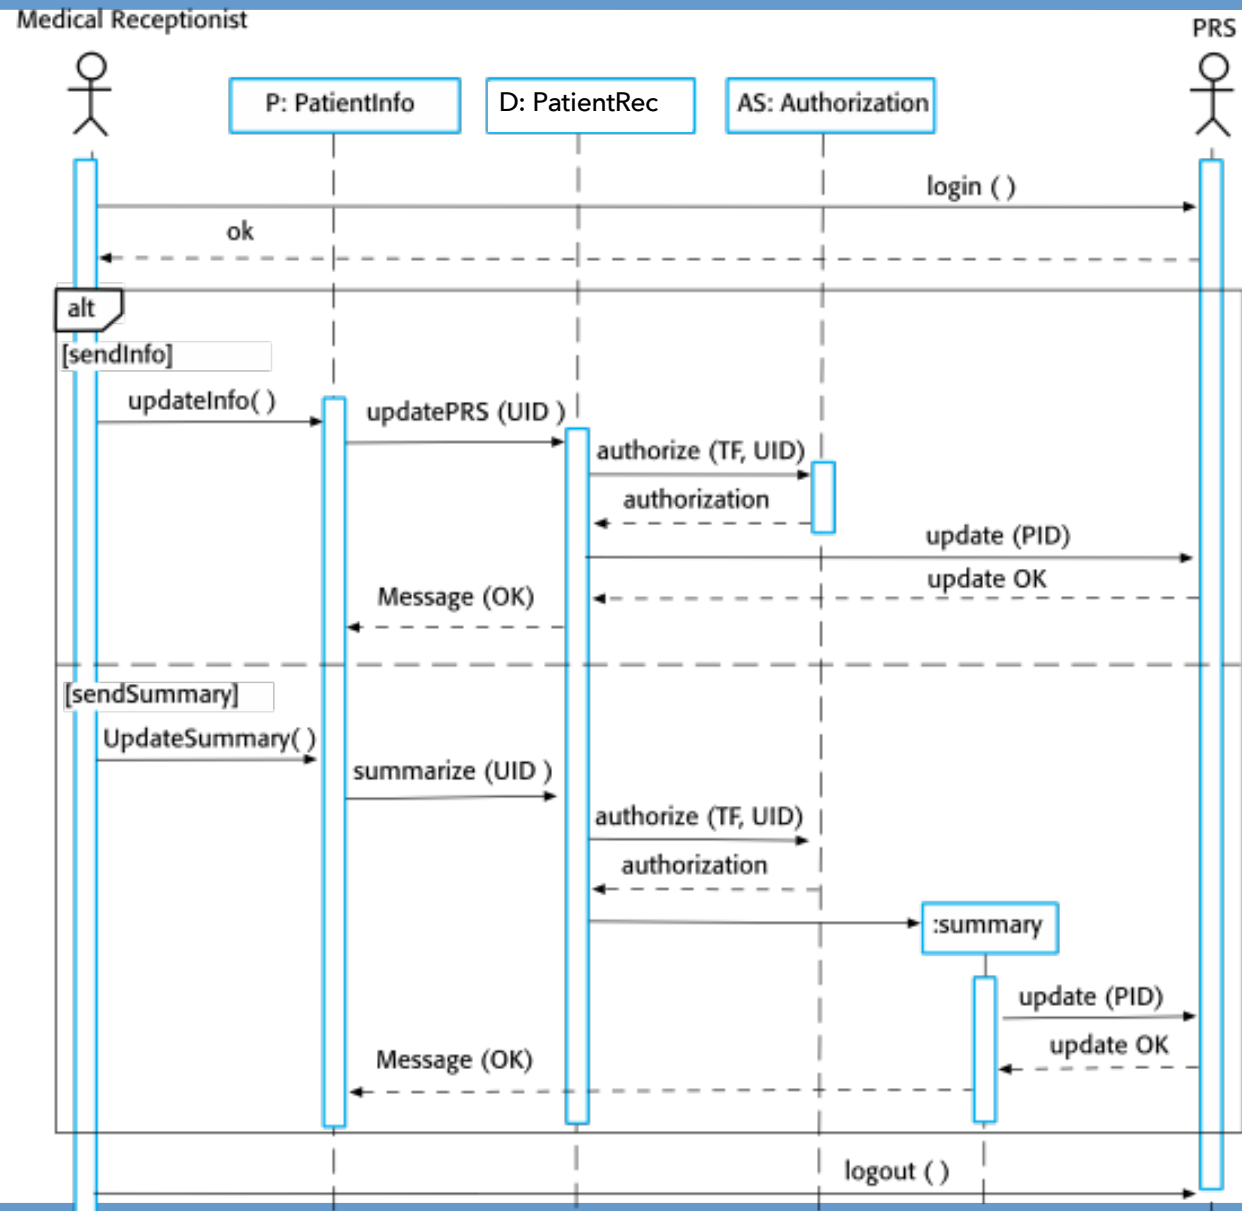 Medical Receptionist
PRS
P: PatientInfo
D: PatientRec
AS: Authorization
login ( )
ok
alt
[sendInfo]
updateInfo( )
updatePRS (UID )
authorize (TF, UID)
authorization
update (PID)
update OK
Message (OK)
[sendSummary]
UpdateSummary( )
summarize (UID )
authorize (TF, UID)
authorization
:summary
update (PID)
update OK
Message (OK)
logout ( )